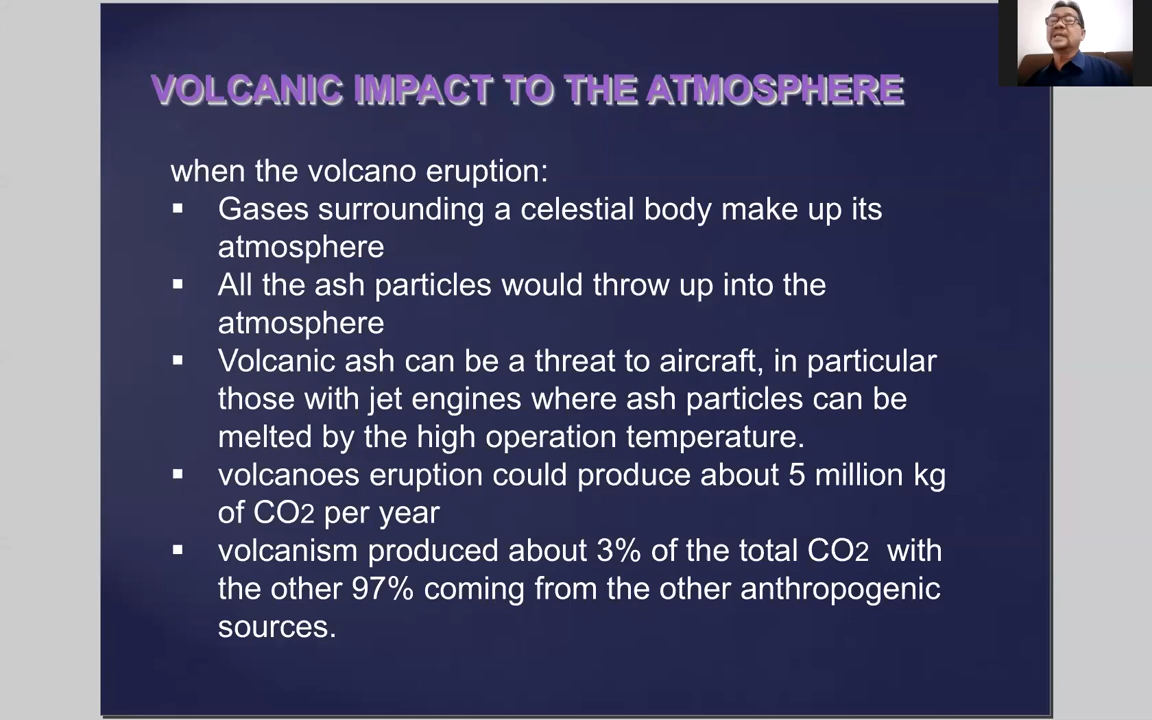 VOLCANIC IMPACT TO THE ATMOSPHERE
when the volcano eruption:
▪ Gases surrounding a celestial body make up its
atmosphere
▪ All the ash particles would throw up into the
atmosphere
▪ Volcanic ash can be a threat to aircraft, in particular
those with jet engines where ash particles can be
melted by the high operation temperature.
▪ volcanoes eruption could produce about 5 million kg
of CO2 per year
▪ volcanism produced about 3% of the total CO2 with
the other 97% coming from the other anthropogenic
sources.